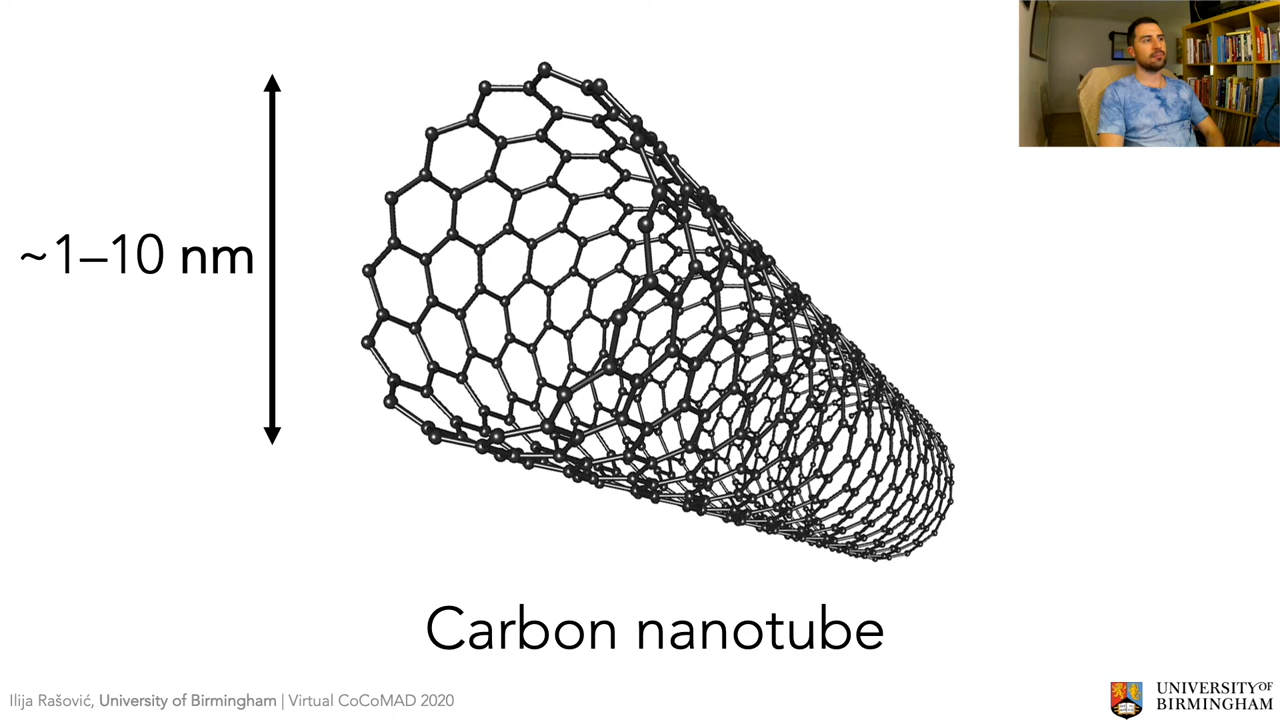 ~1–10 nm
Carbon nanotube
Ilija Rašović, University of Birmingham | Virtual CoCoMAD 2020
UNIVERSITY OF
BIRMINGHAM